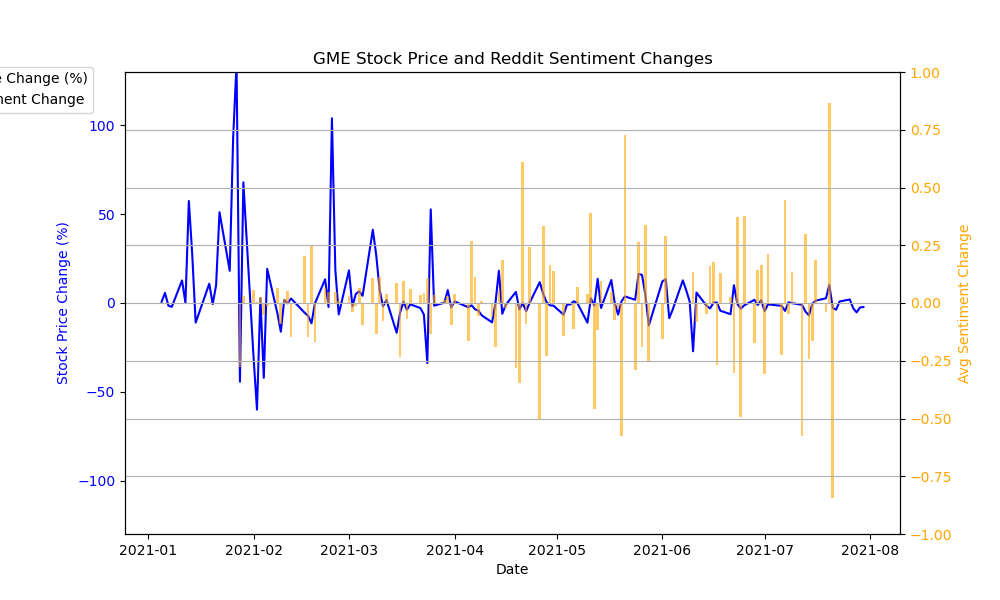 GME Stock Price and Reddit Sentiment Changes
Change (%)
Change
Stock Price Change (%)
100
50
0
−50
−100
1.00
0.75
0.50
0.25
0.00
−0.25
−0.50
−0.75
−1.00
Avg Sentiment Change
2021-01 2021-02 2021-03 2021-04 2021-05 2021-06 2021-07 2021-08
Date